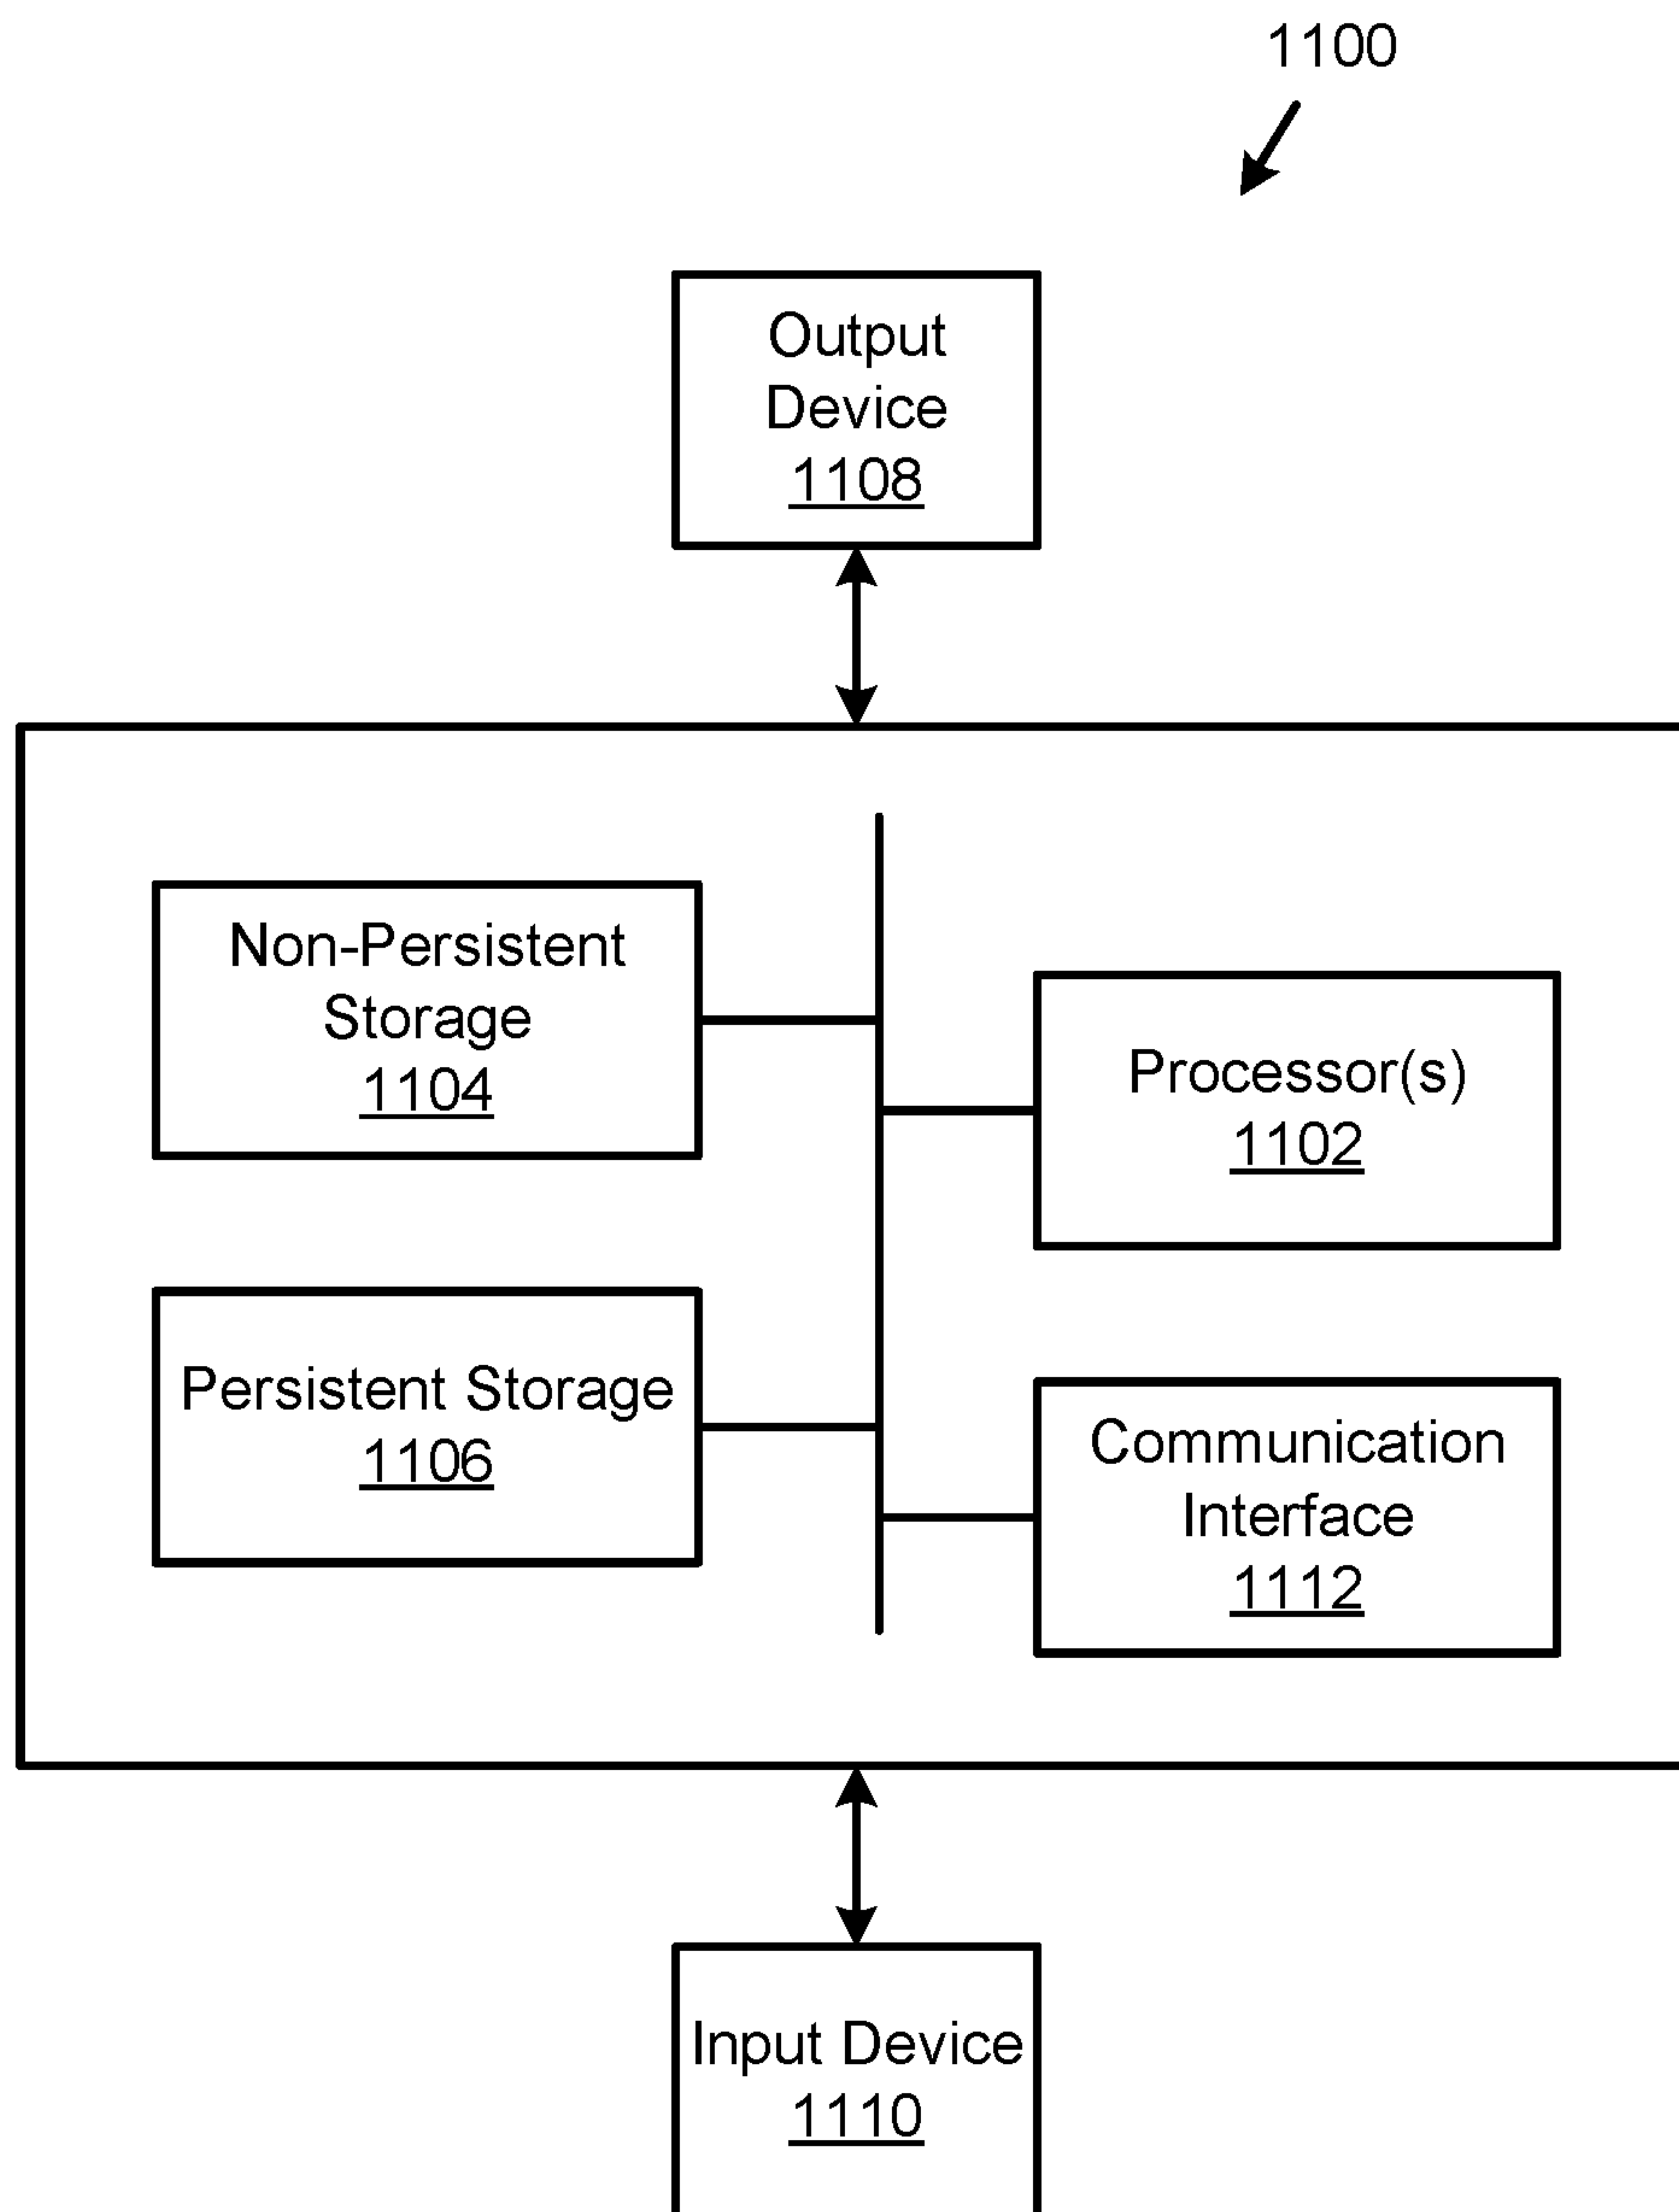 1100
Output
Device
1108
Non-Persistent
Storage
1104
Processor(s)
1102
Persistent Storage
1106
Communication
Interface
1112
Input Device
1110